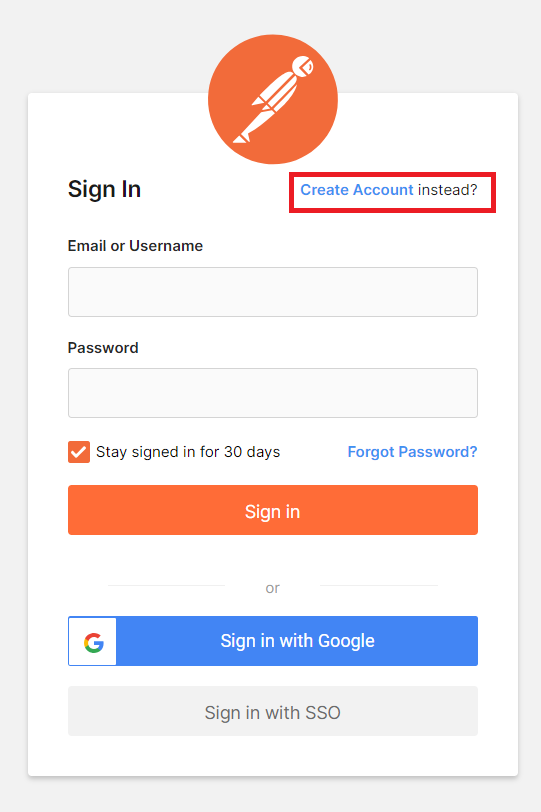 Sign In
Create Account instead?
Email or Username
Password
Stay signed in for 30 days
Forgot Password?
Sign in
or
Sign in with Google
Sign in with SSO